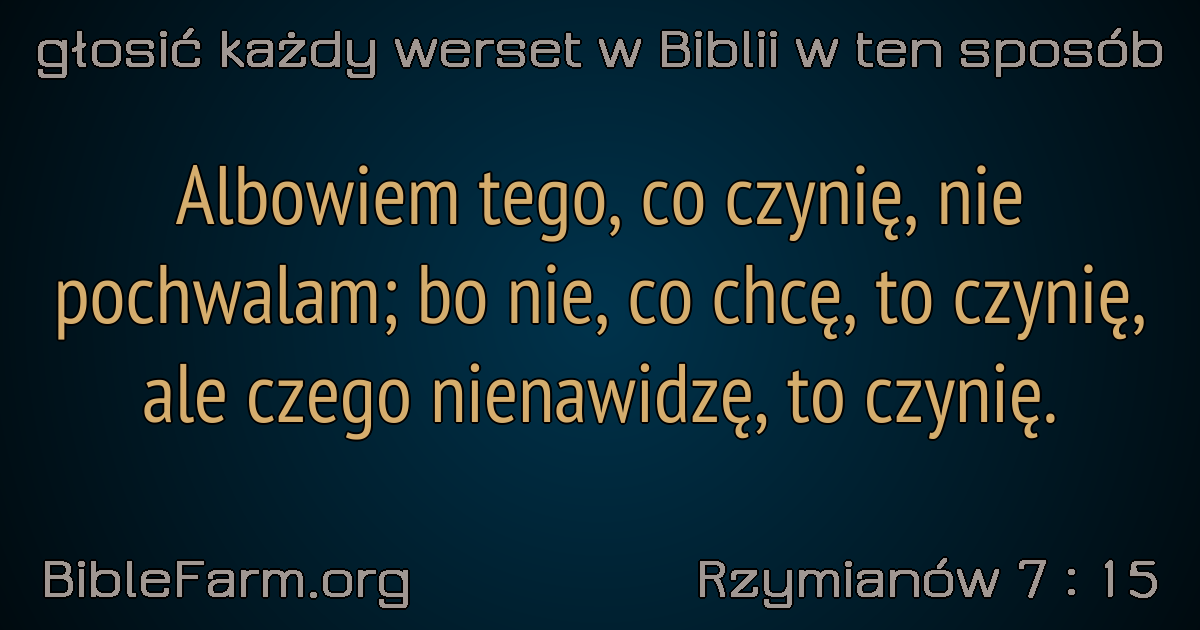 głosić każdy werset w Biblii w ten sposób
Albowiem tego, co czynię, nie
pochwalam; bo nie, co chcę, to czynię,
ale czego nienawidzę, to czynię.
BibleFarm.org
Rzymianów 7 : 15